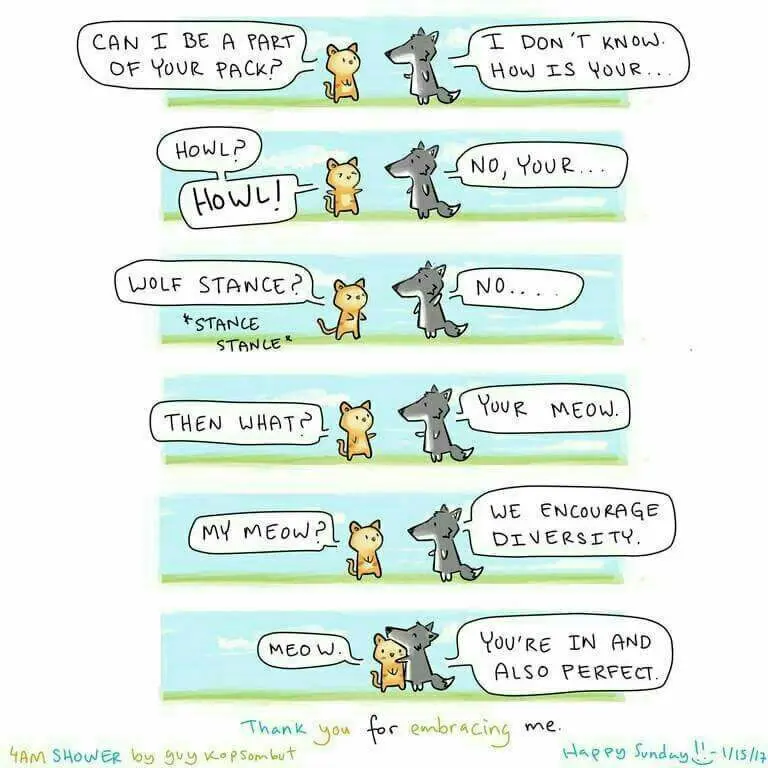 CAN I BE A PART
OF YOUR PACK?
I DON'T KNOW.
HOW IS YOUR...
HOWL?
HOWL!
NO, YOUR...
WOLF STANCE?
*STANCE
STANCE*
NO....
THEN WHAT?
YOUR MEOW.
MY MEOW?
WE ENCOURAGE
DIVERSITY.
MEOW.
YOU'RE IN AND
ALSO PERFECT.
Thank you for embracing me.
4AM SHOWER by guy kopsombut
Happy Sunday!! - 1/15/17